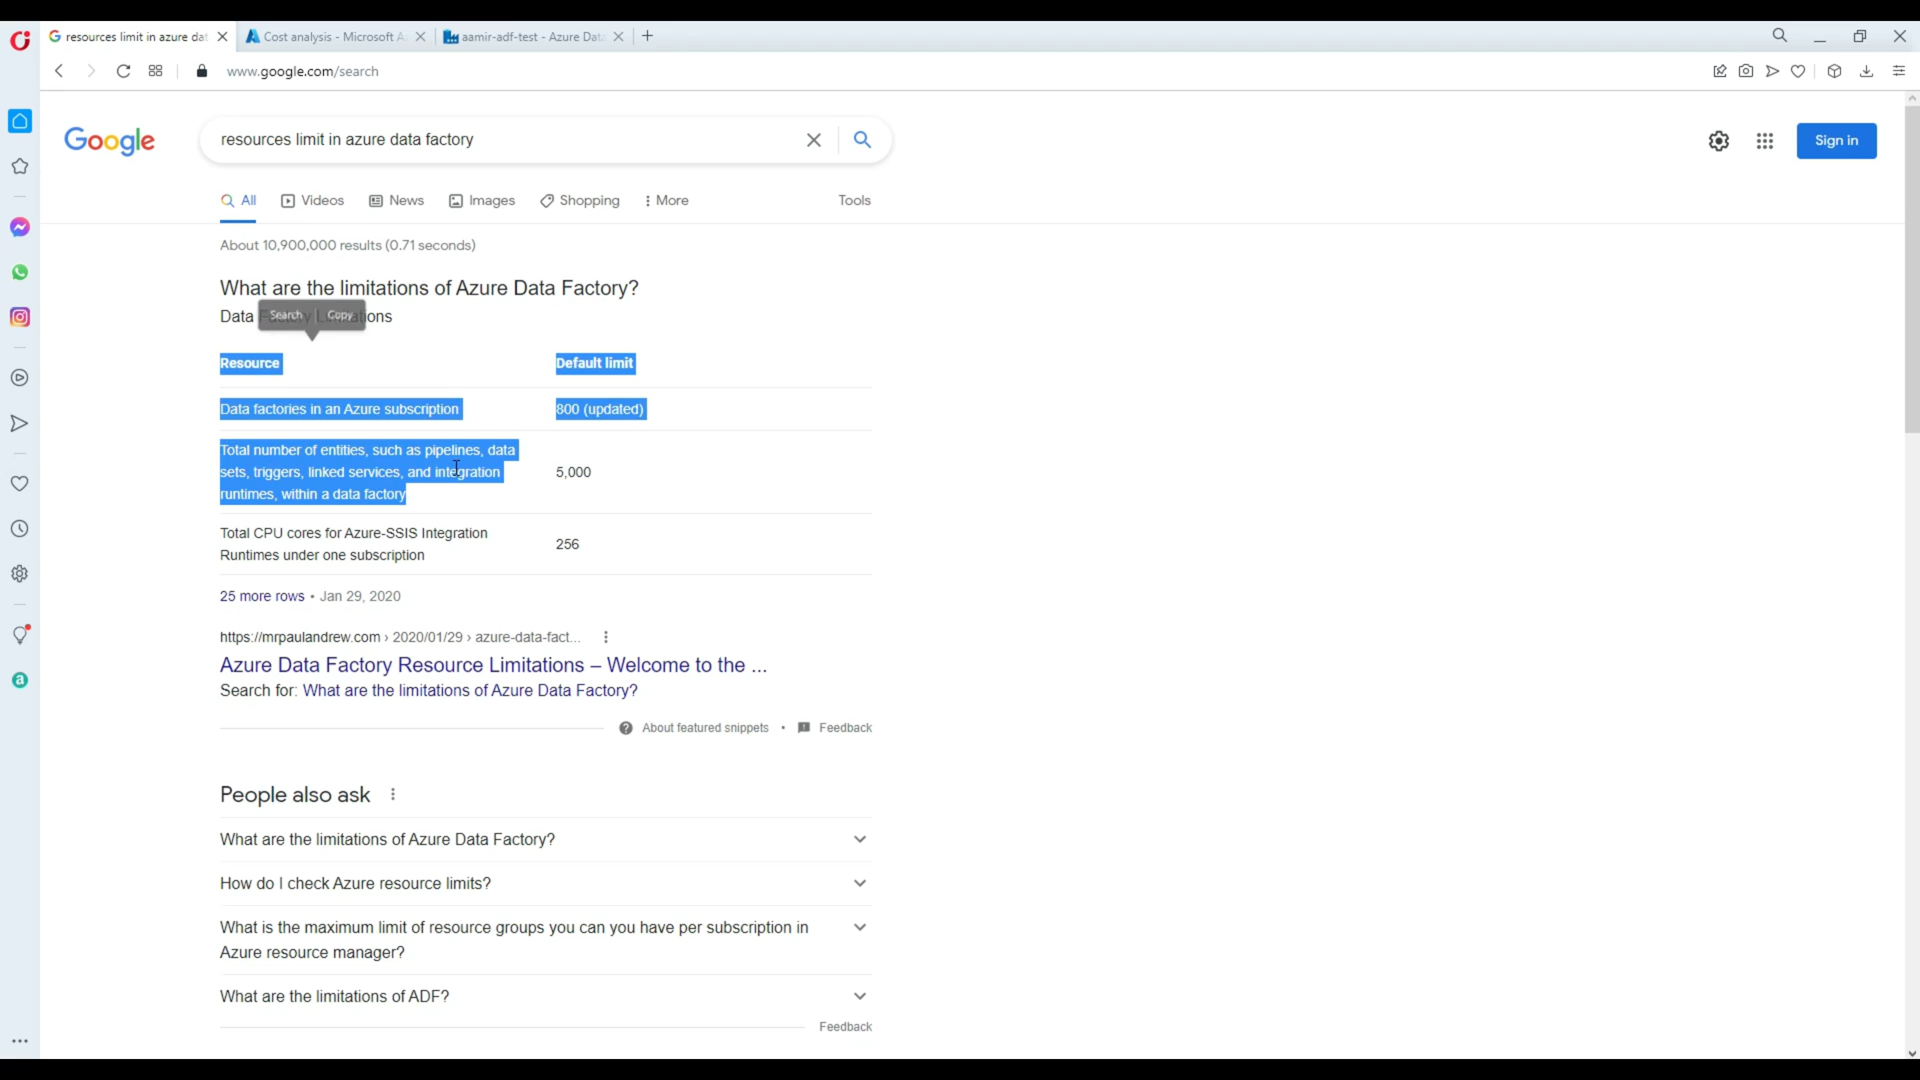 resources limit in azure dat
Cost analysis - Microsoft A
aamir-adf-test - Azure Data
www.google.com/search
Google
resources limit in azure data factory
Sign in
All
Videos
News
Images
Shopping
More
Tools
About 10,900,000 results (0.71 seconds)
What are the limitations of Azure Data Factory?
Data Factory Limitations
Search Copy
Resource Default limit
Data factories in an Azure subscription 800 (updated)
Total number of entities, such as pipelines, data
sets, triggers, linked services, and integration 5,000
runtimes, within a data factory
Total CPU cores for Azure-SSIS Integration
Runtimes under one subscription 256
25 more rows • Jan 29, 2020
https://mrpaulandrew.com › 2020/01/29 › azure-data-fact...
Azure Data Factory Resource Limitations – Welcome to the ...
Search for: What are the limitations of Azure Data Factory?
About featured snippets • Feedback
People also ask
What are the limitations of Azure Data Factory?
How do I check Azure resource limits?
What is the maximum limit of resource groups you can you have per subscription in
Azure resource manager?
What are the limitations of ADF?
Feedback